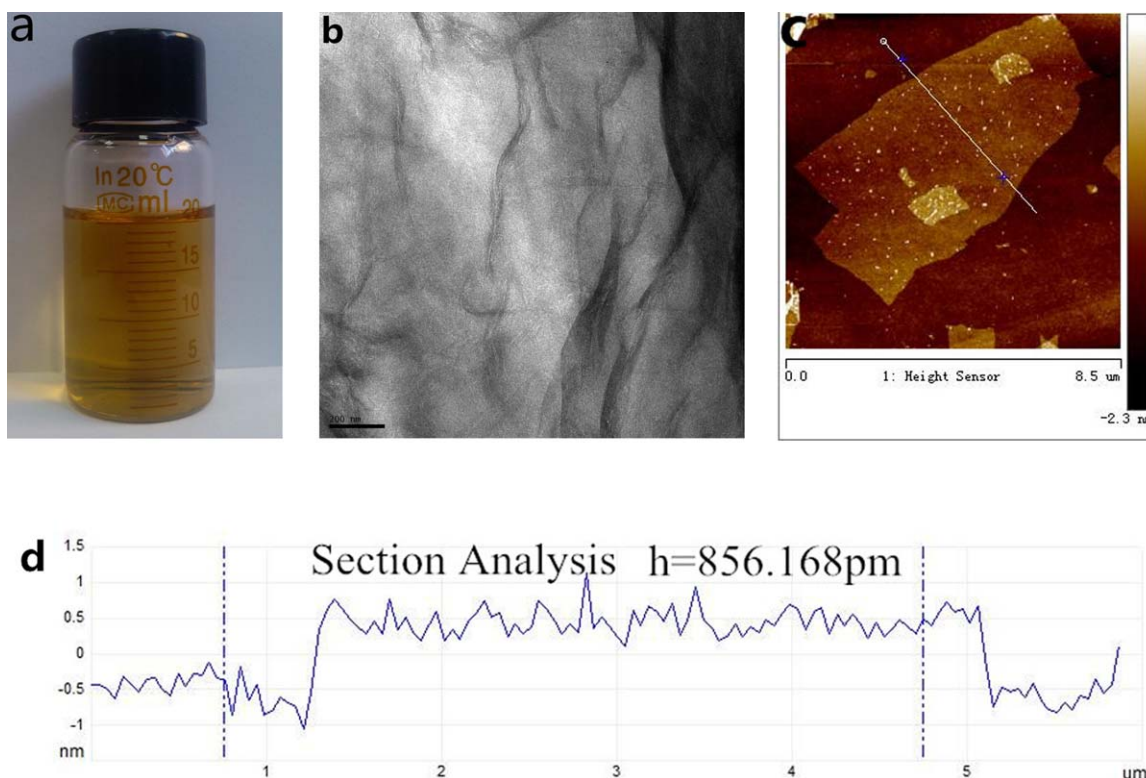 a
In 20℃
MC ml
20
15
10
5
b
200 nm
c
0.0 1: Height Sensor 8.5 um
-2.3 n
d
Section Analysis h=856.168pm
1.5
1
0.5
0
-0.5
-1
nm
1 2 3 4 5 um